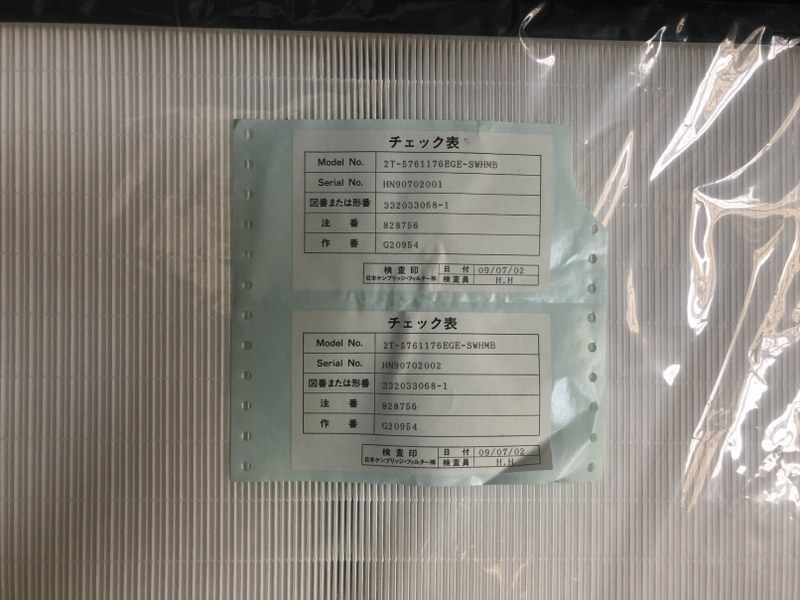 チェック表
Model No. 2T-5761176EGE-SWHMB
Serial No. HN90702001
図番または形番 332033068-1
注 番 828756
作 番 G20954
検査印 日付 09/07/02
日本ケンブリッジ・フィルター㈱ 検査員 H.H
チェック表
Model No. 2T-5761176EGE-SWHMB
Serial No. HN90702002
図番または形番 332033068-1
注 番 828756
作 番 G20954
検査印 日付 09/07/02
日本ケンブリッジ・フィルター㈱ 検査員 H.H